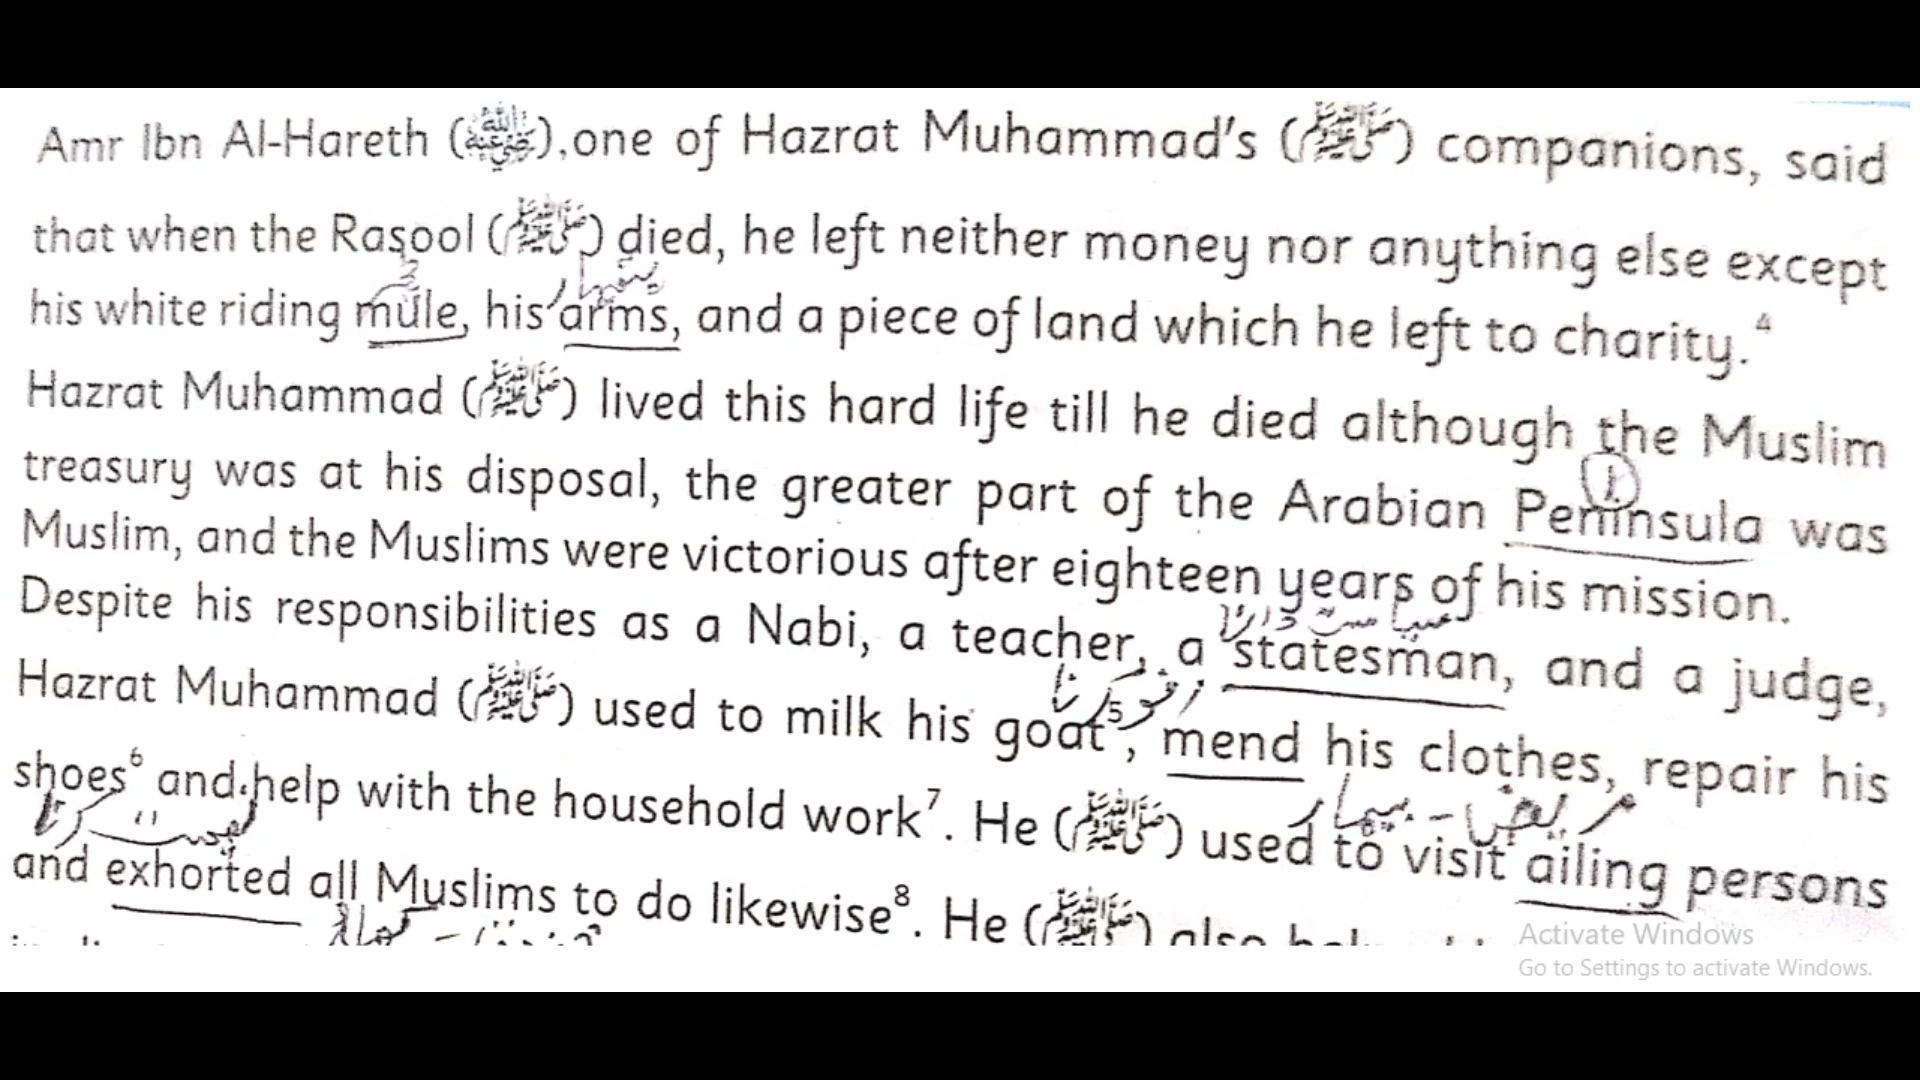 Amr Ibn Al-Hareth (رضي الله عنه), one of Hazrat Muhammad's (ﷺ) companions, said
that when the Rasool (ﷺ) died, he left neither money nor anything else except
ہتھیار
his white riding mule, his arms, and a piece of land which he left to charity.⁴
Hazrat Muhammad (ﷺ) lived this hard life till he died although the Muslim
treasury was at his disposal, the greater part of the Arabian Peninsula was
Muslim, and the Muslims were victorious after eighteen years of his mission.
Despite his responsibilities as a Nabi, a teacher, a statesman, and a judge,
Hazrat Muhammad (ﷺ) used to milk his goat⁵, mend his clothes, repair his
shoes⁶ and help with the household work⁷. He (ﷺ) used to visit ailing persons
مریض - بیمار
and exhorted all Muslims to do likewise⁸. He (ﷺ) also
Activate Windows
Go to Settings to activate Windows.